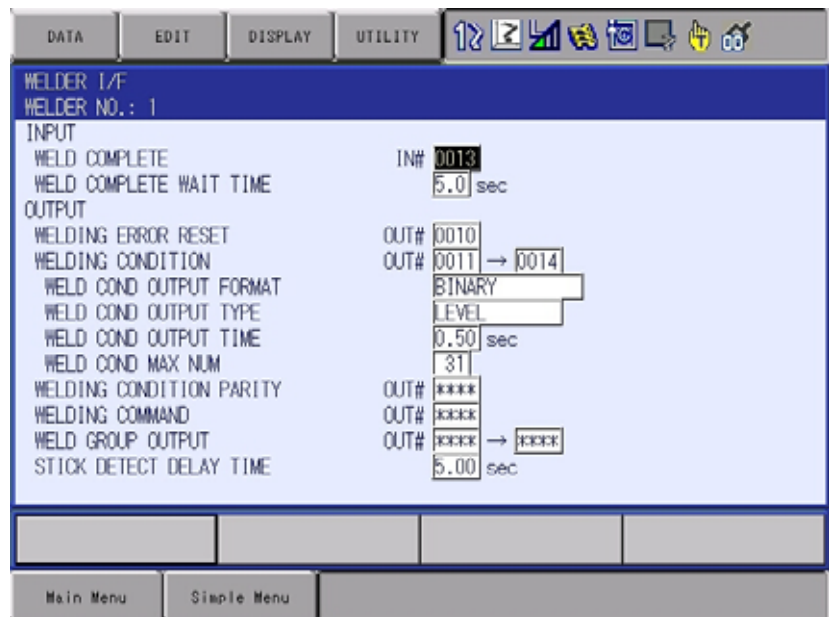 DATA EDIT DISPLAY UTILITY
WELDER I/F
WELDER NO.: 1
INPUT
WELD COMPLETE IN# 0013
WELD COMPLETE WAIT TIME 5.0 sec
OUTPUT
WELDING ERROR RESET OUT# 0010
WELDING CONDITION OUT# 0011 → 0014
WELD COND OUTPUT FORMAT BINARY
WELD COND OUTPUT TYPE LEVEL
WELD COND OUTPUT TIME 0.50 sec
WELD COND MAX NUM 31
WELDING CONDITION PARITY OUT# ****
WELDING COMMAND OUT# ****
WELD GROUP OUTPUT OUT# **** → ****
STICK DETECT DELAY TIME 5.00 sec
Main Menu Simple Menu